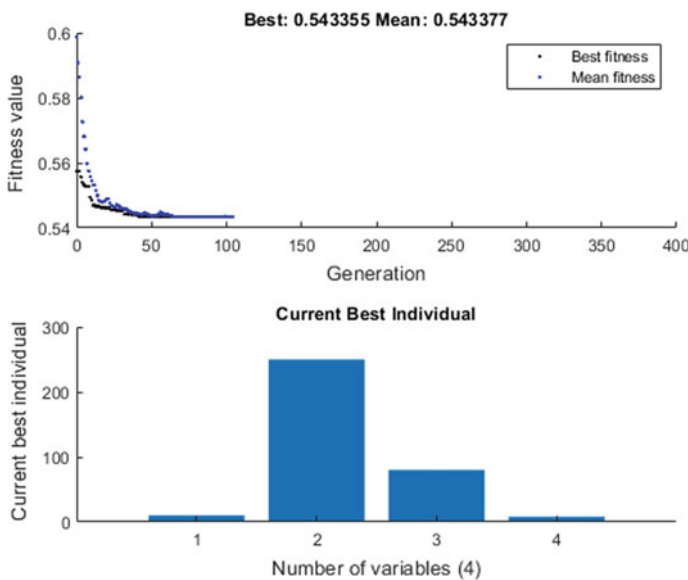 Best: 0.543355 Mean: 0.543377
0.6
0.58
0.56
0.54
Fitness value
Best fitness
Mean fitness
0 50 100 150 200 250 300 350 400
Generation
Current Best Individual
300
200
100
0
Current best individual
1 2 3 4
Number of variables (4)